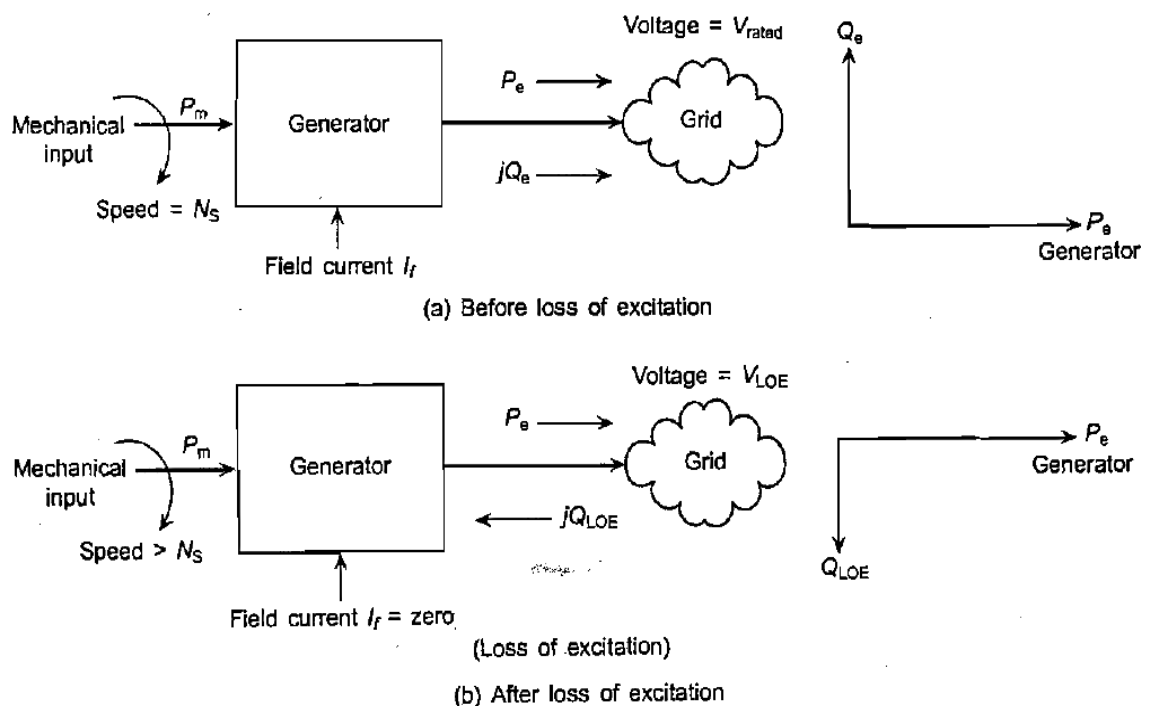 Voltage = V_rated
Q_e
P_e
P_m
Mechanical input
Generator
Grid
jQ_e
Speed = N_S
P_e
Generator
Field current I_f
(a) Before loss of excitation
Voltage = V_LOE
P_e
P_m
Mechanical input
Generator
Grid
P_e
Generator
jQ_LOE
Speed > N_S
Q_LOE
Field current I_f = zero
(Loss of excitation)
(b) After loss of excitation